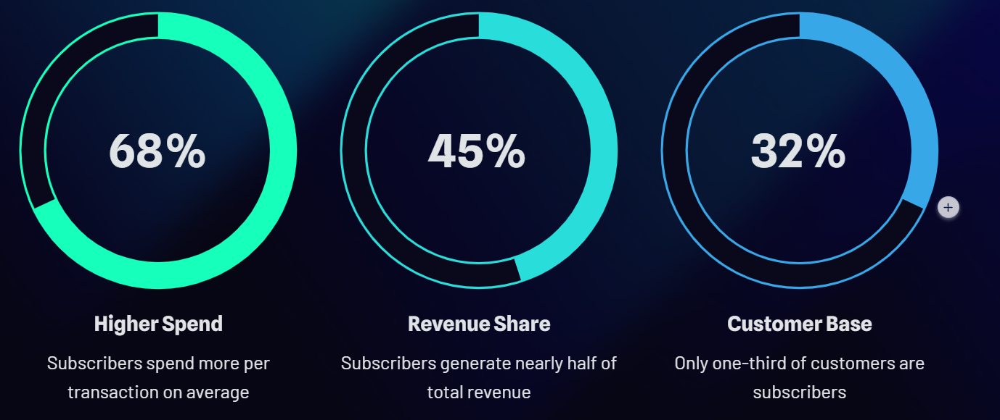 68%
45%
32%
Higher Spend
Subscribers spend more per
transaction on average
Revenue Share
Subscribers generate nearly half of
total revenue
Customer Base
Only one-third of customers are
subscribers